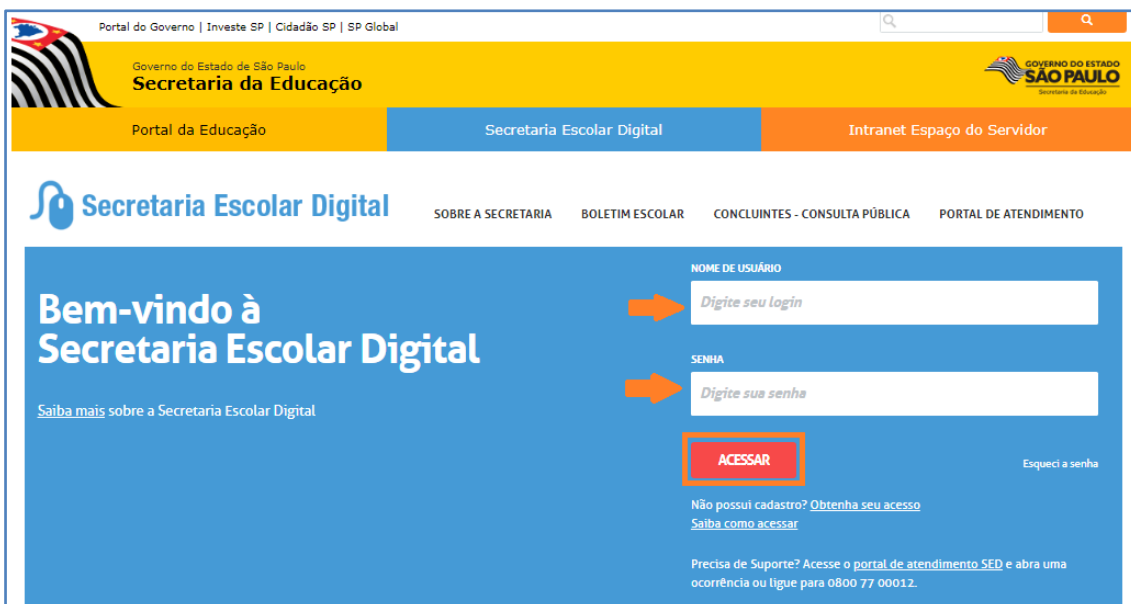 Portal do Governo | Investe SP | Cidadão SP | SP Global
Governo do Estado de São Paulo
Secretaria da Educação
GOVERNO DO ESTADO
SÃO PAULO
Secretaria da Educação
Portal da Educação
Secretaria Escolar Digital
Intranet Espaço do Servidor
Secretaria Escolar Digital
SOBRE A SECRETARIA
BOLETIM ESCOLAR
CONCLUINTES - CONSULTA PÚBLICA
PORTAL DE ATENDIMENTO
Bem-vindo à
Secretaria Escolar Digital
Saiba mais sobre a Secretaria Escolar Digital
NOME DE USUÁRIO
Digite seu login
SENHA
Digite sua senha
ACESSAR
Esqueci a senha
Não possui cadastro? Obtenha seu acesso
Saiba como acessar
Precisa de Suporte? Acesse o portal de atendimento SED e abra uma
ocorrência ou ligue para 0800 77 00012.